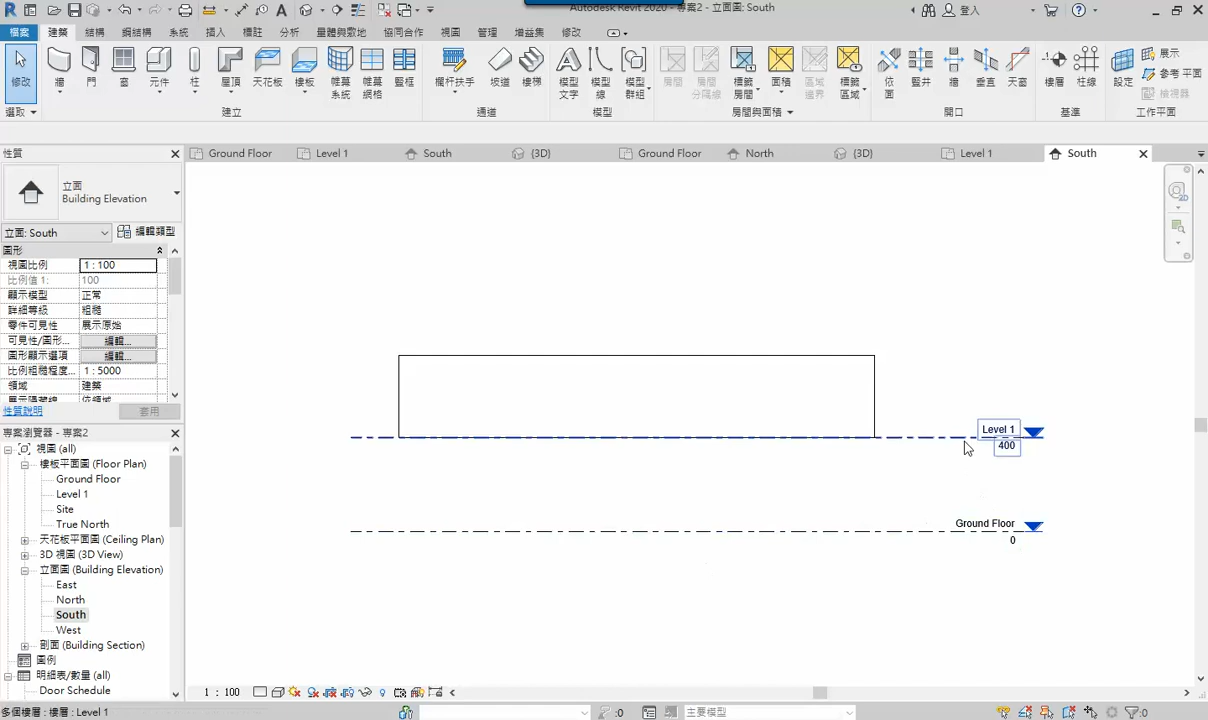 Autodesk Revit 2020 - 專案2 - 立面圖: South
登入
檔案 建築 結構 鋼結構 系統 插入 標註 分析 量體與敷地 協同合作 視圖 管理 增益集 修改
修改 牆 門 窗 元件 柱 屋頂 天花板 樓板 帷幕系統 帷幕網格 豎框 欄杆扶手 坡道 樓梯 模型文字 模型線 模型群組 房間 房間分隔線 標籤房間 面積 區域邊界 標籤區域 依面 豎井 牆 垂直 天窗 樓層 柱線 設定 展示
參考 平面
檢視器
選取 建立 通道 模型 房間與面積 開口 基準 工作平面
性質
Ground Floor Level 1 South {3D} Ground Floor North {3D} Level 1 South
立面
Building Elevation
立面: South 編輯類型
圖形
視圖比例 1 : 100
比例值 1: 100
顯示模型 正常
詳細等級 粗糙
零件可見性 展示原始
可見性/圖形... 編輯...
圖形顯示選項 編輯...
比例粗糙程度... 1 : 5000
領域 建築
展示隱藏線 依領域
性質說明 套用
專案瀏覽器 - 專案2
視圖 (all)
樓板平面圖 (Floor Plan)
Ground Floor
Level 1
Site
True North
天花板平面圖 (Ceiling Plan)
3D 視圖 (3D View)
立面圖 (Building Elevation)
East
North
South
West
剖面 (Building Section)
圖例
明細表/數量 (all)
Door Schedule
Level 1
400
Ground Floor
0
1 : 100
多個樓層 : 樓層 : Level 1
:0
主要模型
:0
2D